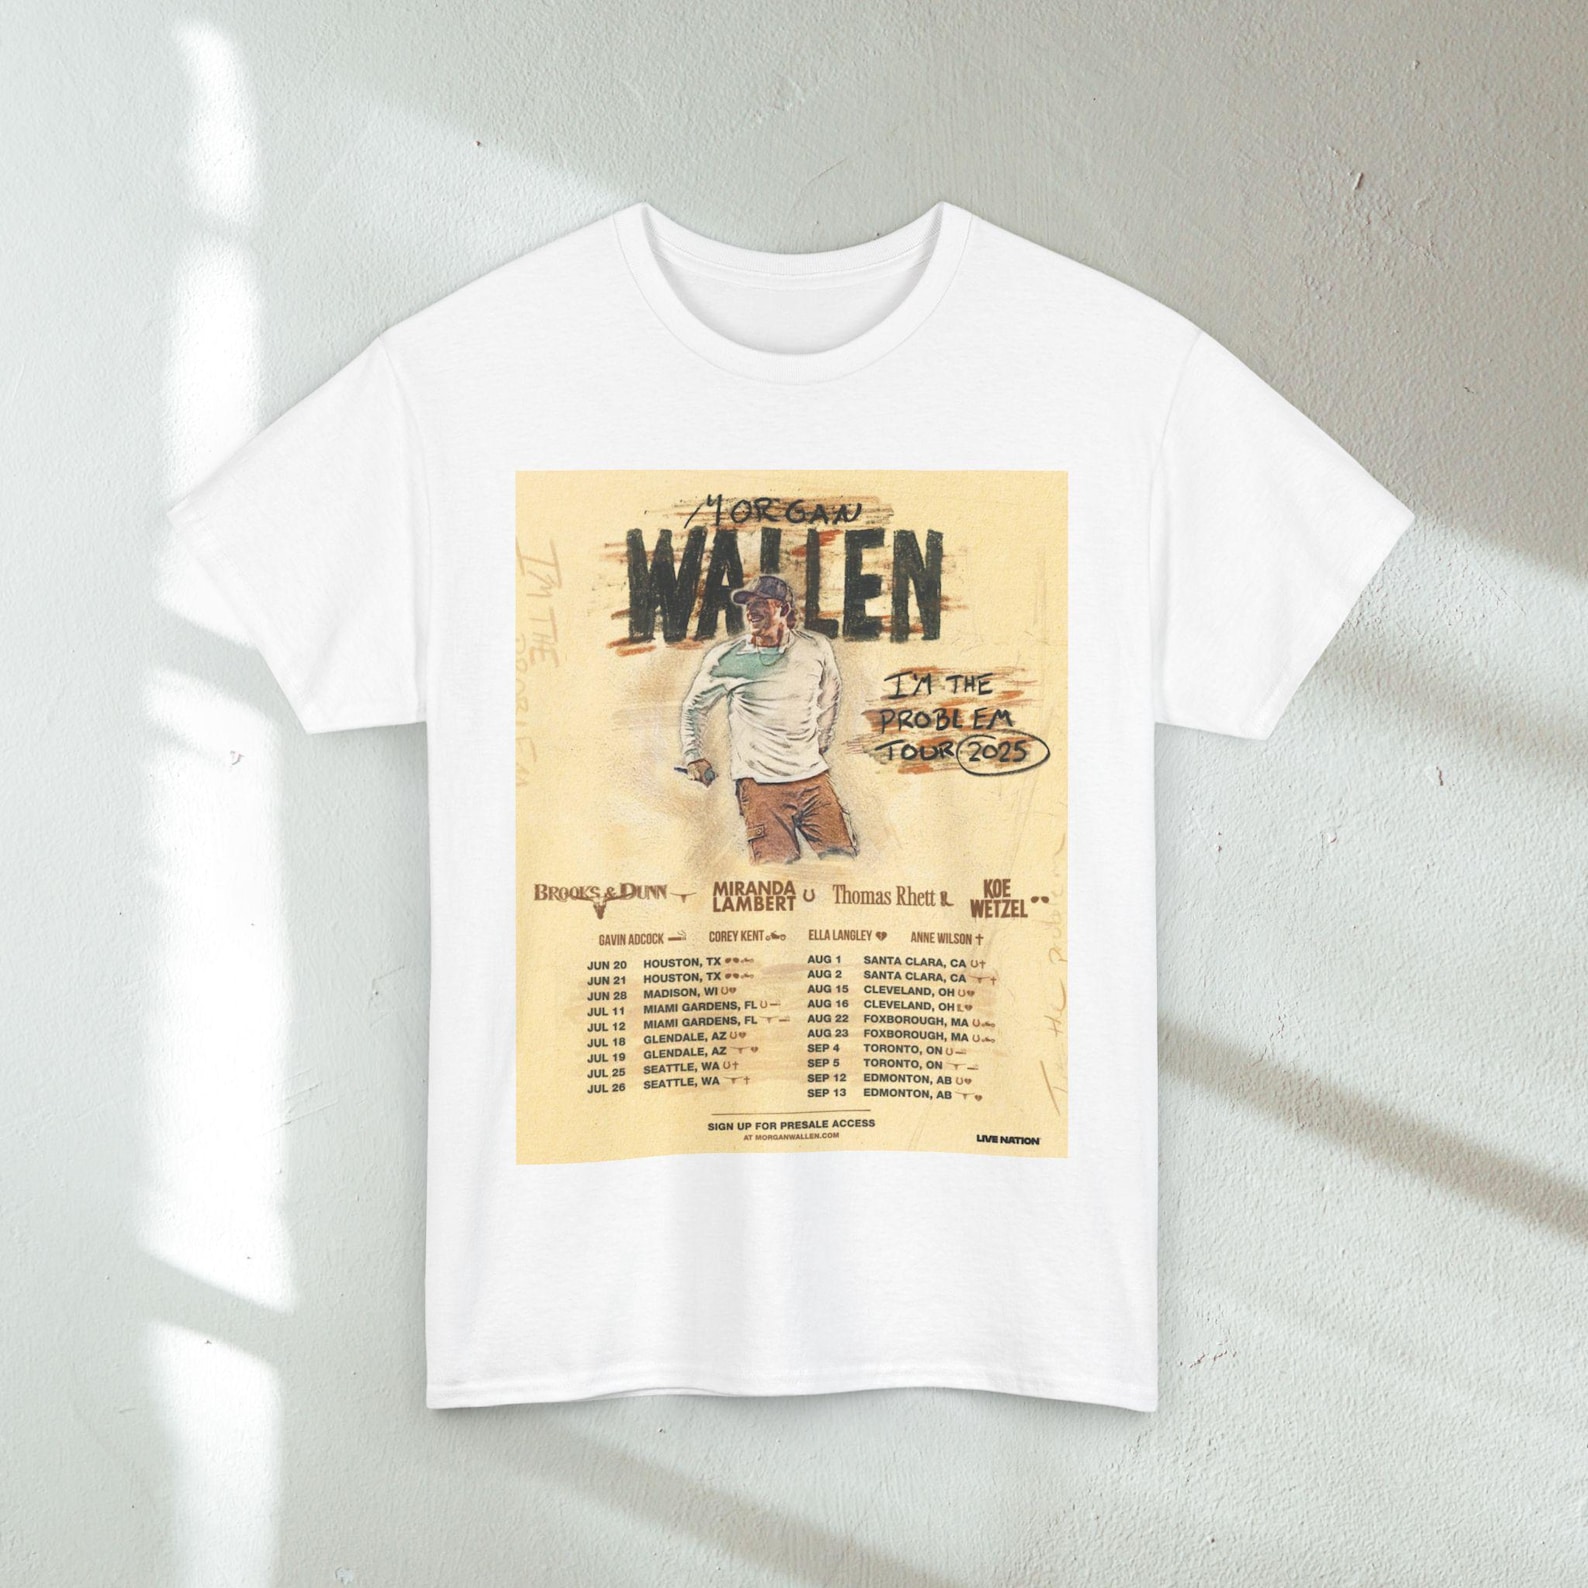 MORGAN
WALLEN
I'M THE
PROBLEM
TOUR 2025
I'M THE
PROBLEM
BROOKS & DUNN
MIRANDA
LAMBERT
Thomas Rhett
KOE
WETZEL
GAVIN ADCOCK
COREY KENT
ELLA LANGLEY
ANNE WILSON
JUN 20 HOUSTON, TX
JUN 21 HOUSTON, TX
JUN 28 MADISON, WI
JUL 11 MIAMI GARDENS, FL
JUL 12 MIAMI GARDENS, FL
JUL 18 GLENDALE, AZ
JUL 19 GLENDALE, AZ
JUL 25 SEATTLE, WA
JUL 26 SEATTLE, WA
AUG 1 SANTA CLARA, CA
AUG 2 SANTA CLARA, CA
AUG 15 CLEVELAND, OH
AUG 16 CLEVELAND, OH
AUG 22 FOXBOROUGH, MA
AUG 23 FOXBOROUGH, MA
SEP 4 TORONTO, ON
SEP 5 TORONTO, ON
SEP 12 EDMONTON, AB
SEP 13 EDMONTON, AB
SIGN UP FOR PRESALE ACCESS
AT MORGANWALLEN.COM
LIVE NATION